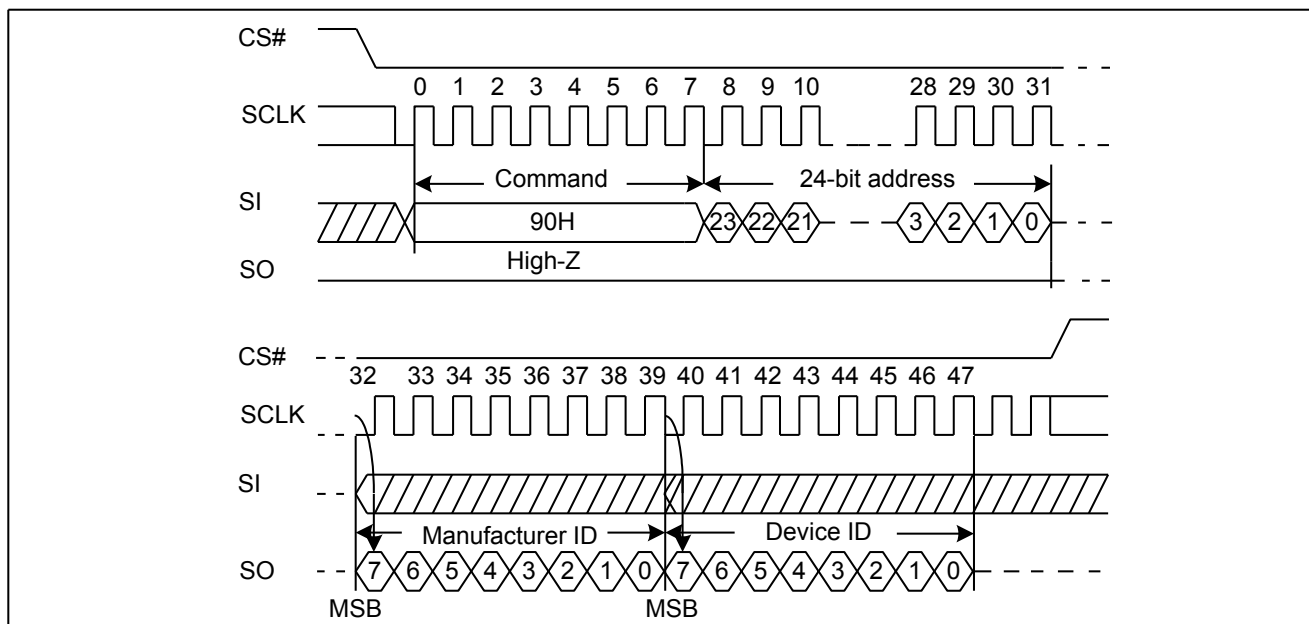 CS#
0 1 2 3 4 5 6 7 8 9 10 28 29 30 31
SCLK
Command 24-bit address
SI
90H 23 22 21 3 2 1 0
High-Z
SO
CS#
32 33 34 35 36 37 38 39 40 41 42 43 44 45 46 47
SCLK
SI
Manufacturer ID Device ID
SO 7 6 5 4 3 2 1 0 7 6 5 4 3 2 1 0
MSB MSB